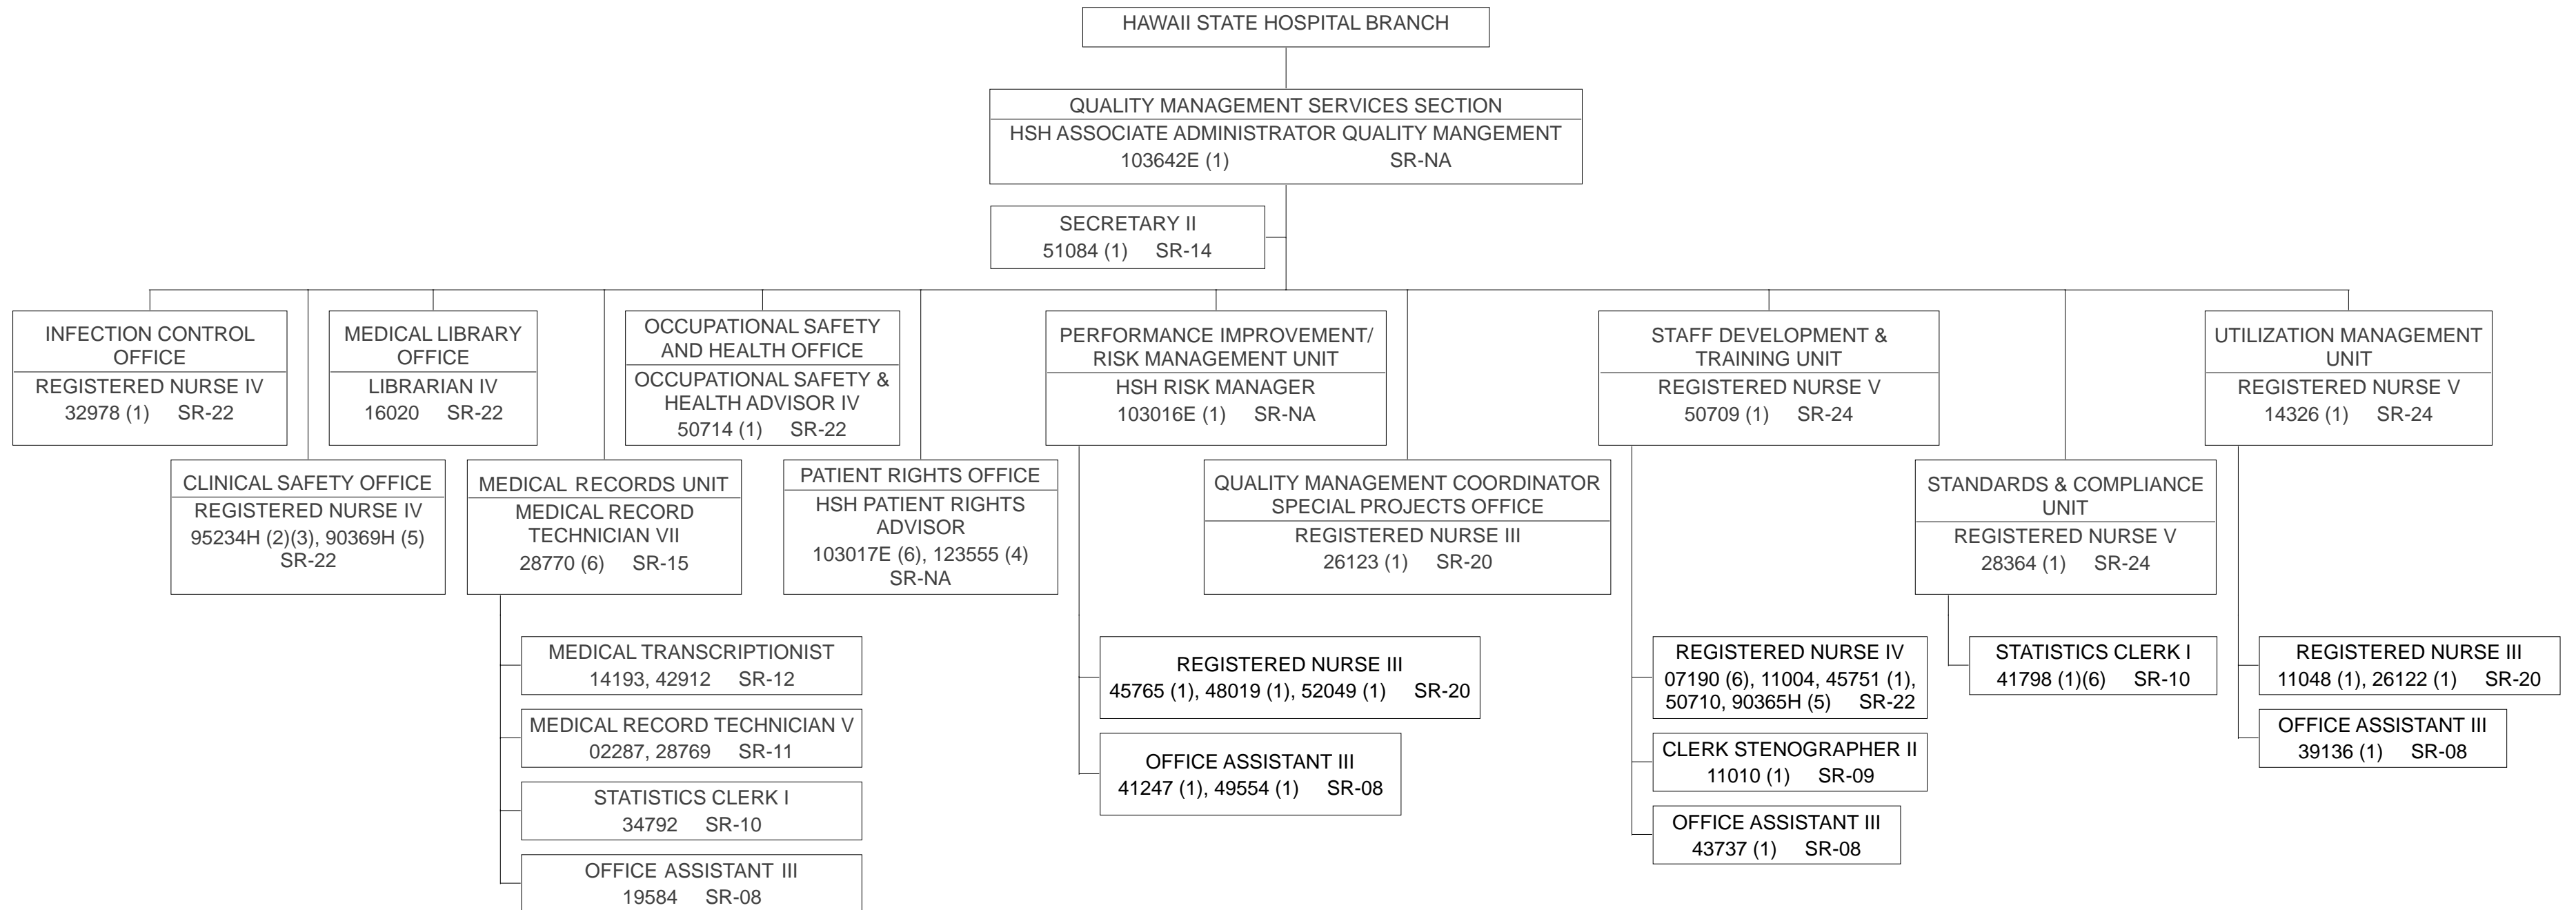 HAWAII STATE HOSPITAL BRANCH
QUALITY MANAGEMENT SERVICES SECTION
HSH ASSOCIATE ADMINISTRATOR QUALITY MANGEMENT
103642E (1) SR-NA
SECRETARY II
51084 (1) SR-14
INFECTION CONTROL
OFFICE
REGISTERED NURSE IV
32978 (1) SR-22
MEDICAL LIBRARY
OFFICE
LIBRARIAN IV
16020 SR-22
OCCUPATIONAL SAFETY
AND HEALTH OFFICE
OCCUPATIONAL SAFETY &
HEALTH ADVISOR IV
50714 (1) SR-22
PERFORMANCE IMPROVEMENT/
RISK MANAGEMENT UNIT
HSH RISK MANAGER
103016E (1) SR-NA
STAFF DEVELOPMENT &
TRAINING UNIT
REGISTERED NURSE V
50709 (1) SR-24
UTILIZATION MANAGEMENT
UNIT
REGISTERED NURSE V
14326 (1) SR-24
CLINICAL SAFETY OFFICE
REGISTERED NURSE IV
95234H (2)(3), 90369H (5)
SR-22
MEDICAL RECORDS UNIT
MEDICAL RECORD
TECHNICIAN VII
28770 (6) SR-15
PATIENT RIGHTS OFFICE
HSH PATIENT RIGHTS
ADVISOR
103017E (6), 123555 (4)
SR-NA
QUALITY MANAGEMENT COORDINATOR
SPECIAL PROJECTS OFFICE
REGISTERED NURSE III
26123 (1) SR-20
STANDARDS & COMPLIANCE
UNIT
REGISTERED NURSE V
28364 (1) SR-24
MEDICAL TRANSCRIPTIONIST
14193, 42912 SR-12
MEDICAL RECORD TECHNICIAN V
02287, 28769 SR-11
STATISTICS CLERK I
34792 SR-10
OFFICE ASSISTANT III
19584 SR-08
REGISTERED NURSE III
45765 (1), 48019 (1), 52049 (1) SR-20
OFFICE ASSISTANT III
41247 (1), 49554 (1) SR-08
REGISTERED NURSE IV
07190 (6), 11004, 45751 (1),
50710, 90365H (5) SR-22
CLERK STENOGRAPHER II
11010 (1) SR-09
OFFICE ASSISTANT III
43737 (1) SR-08
STATISTICS CLERK I
41798 (1)(6) SR-10
REGISTERED NURSE III
11048 (1), 26122 (1) SR-20
OFFICE ASSISTANT III
39136 (1) SR-08